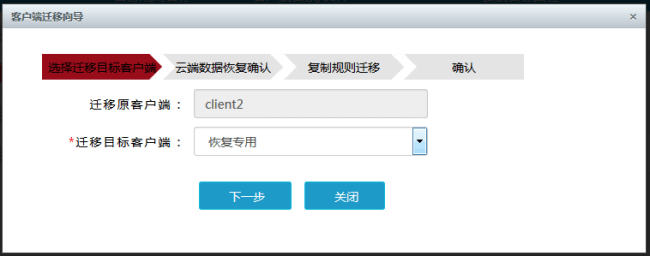 客户端迁移向导
选择迁移目标客户端 云端数据恢复确认 复制规则迁移 确认
迁移原客户端： client2
*迁移目标客户端： 恢复专用
下一步 关闭